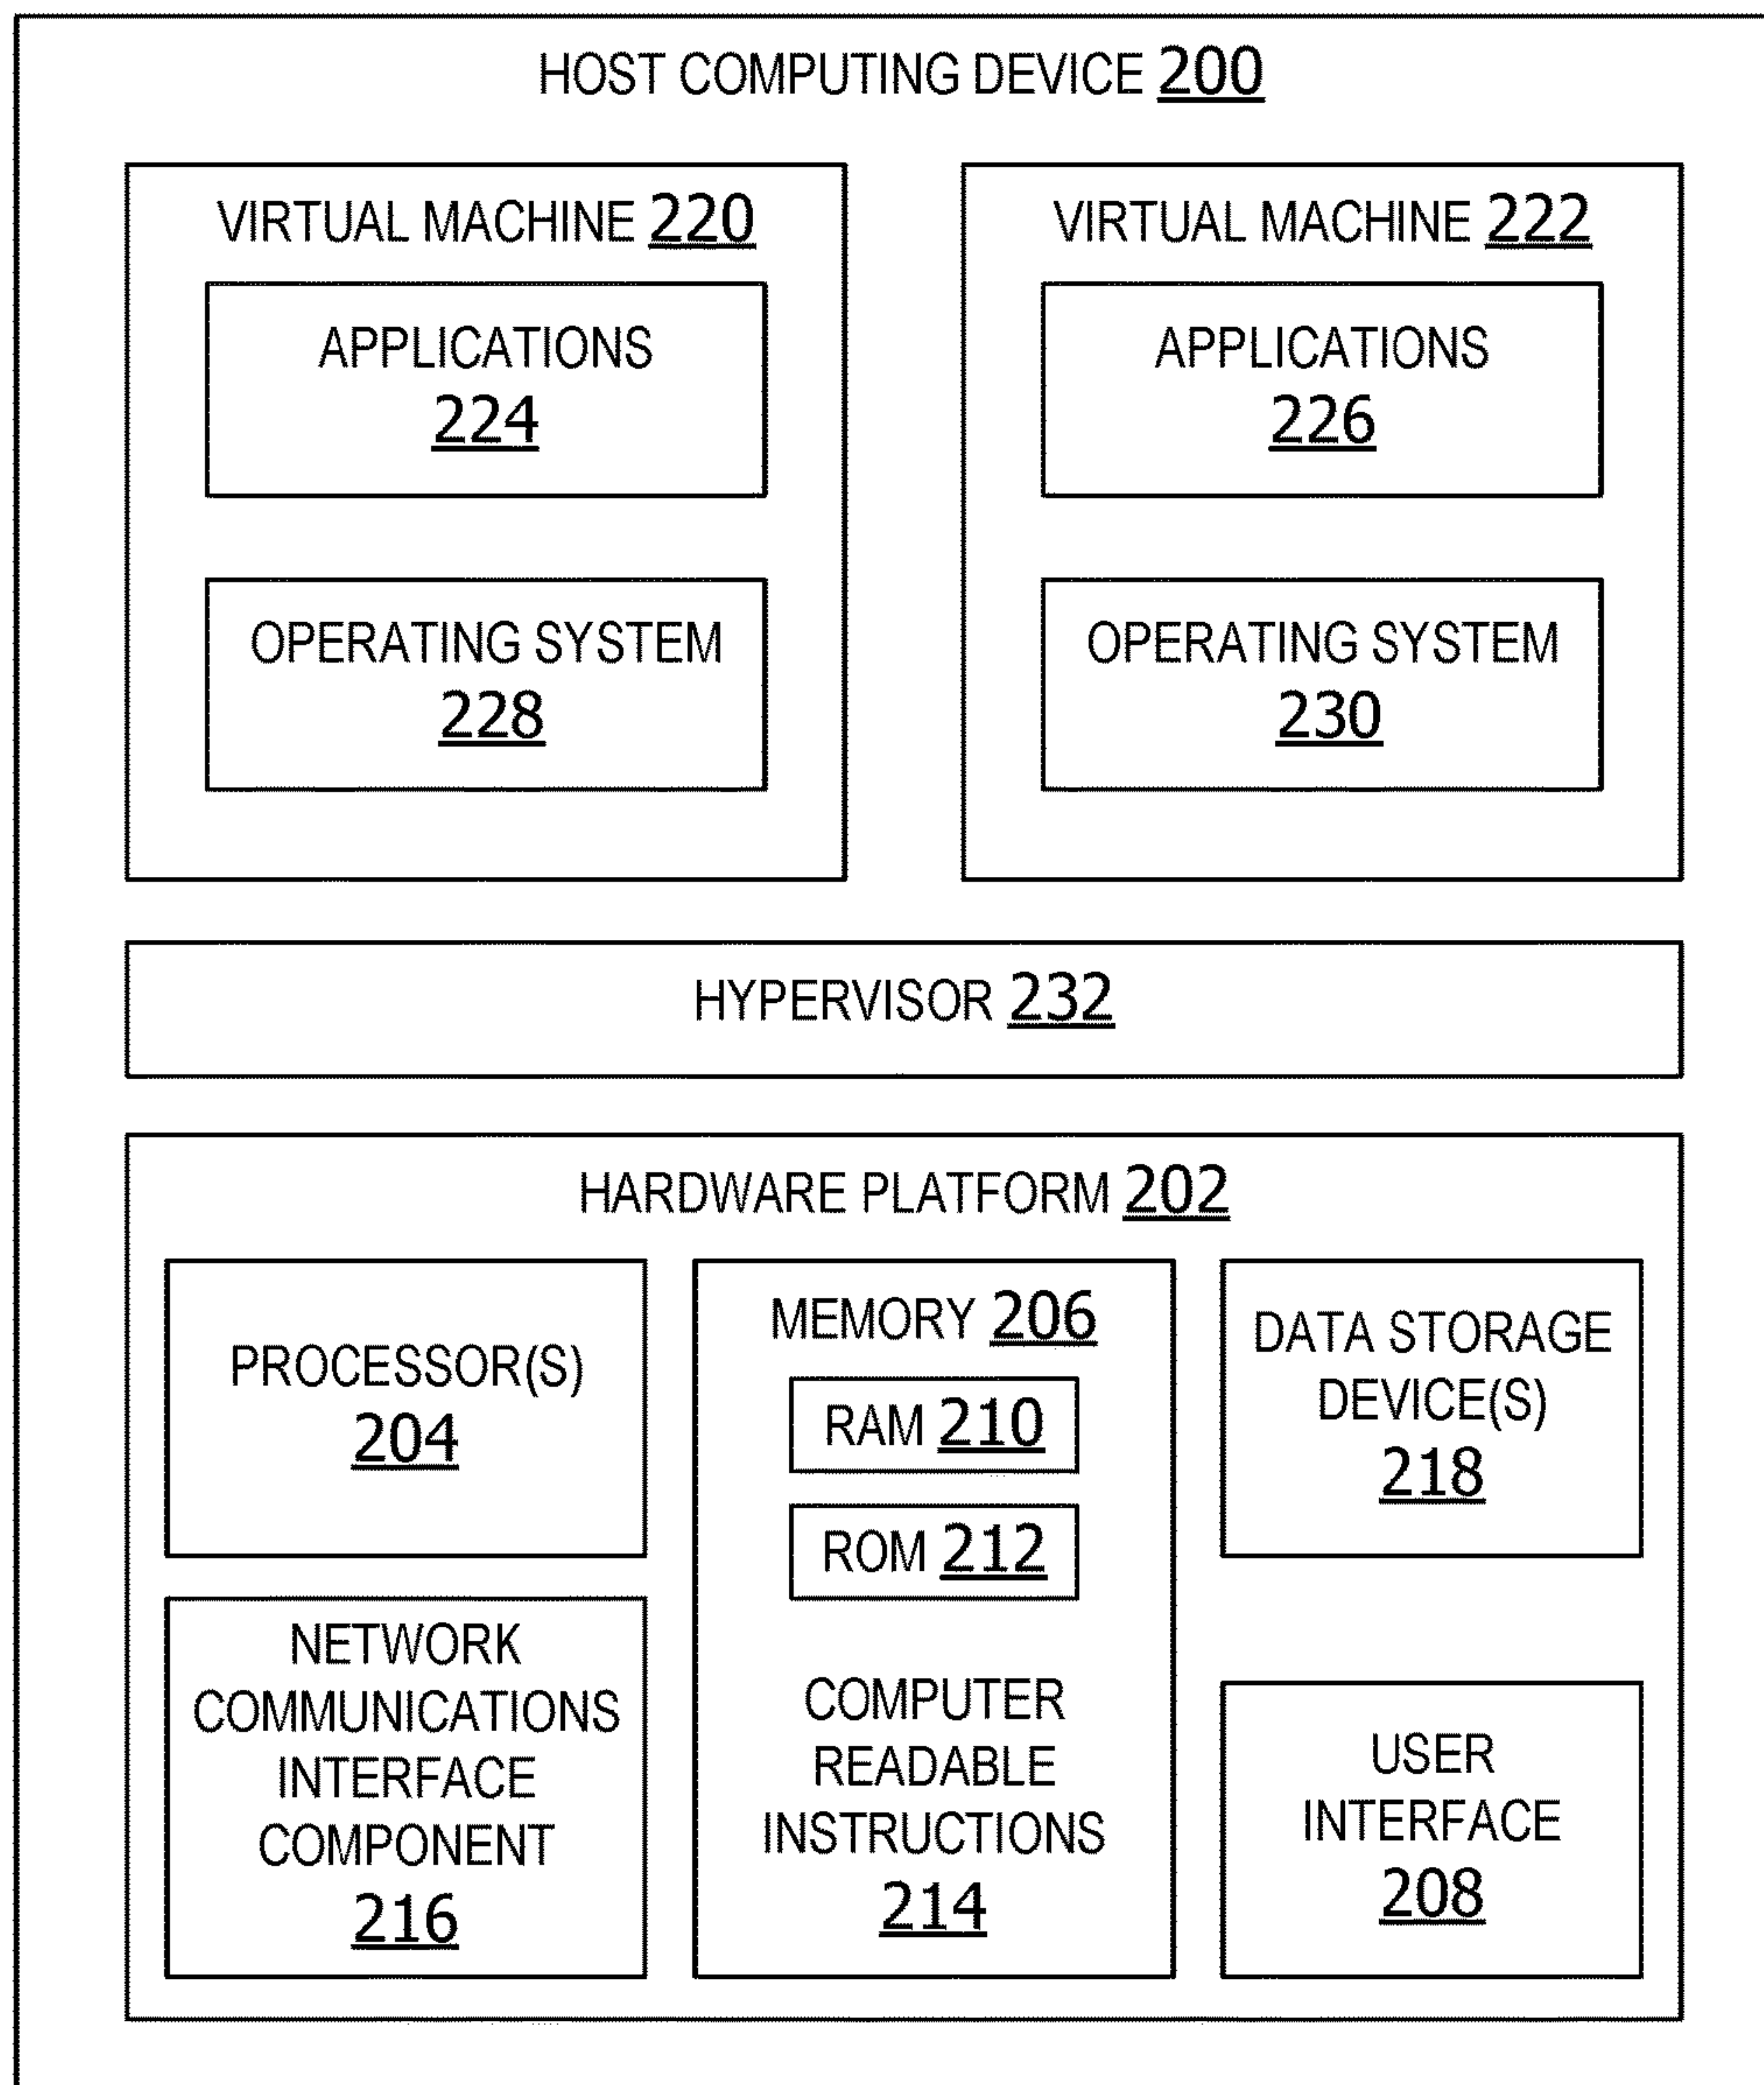 HOST COMPUTING DEVICE 200
VIRTUAL MACHINE 220
APPLICATIONS
224
OPERATING SYSTEM
228
VIRTUAL MACHINE 222
APPLICATIONS
226
OPERATING SYSTEM
230
HYPERVISOR 232
HARDWARE PLATFORM 202
PROCESSOR(S)
204
NETWORK
COMMUNICATIONS
INTERFACE
COMPONENT
216
MEMORY 206
RAM 210
ROM 212
COMPUTER
READABLE
INSTRUCTIONS
214
DATA STORAGE
DEVICE(S)
218
USER
INTERFACE
208